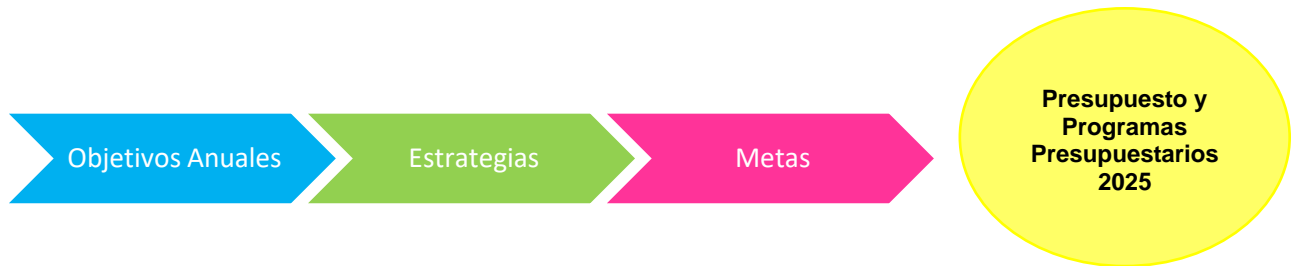 Objetivos Anuales
Estrategias
Metas
Presupuesto y
Programas
Presupuestarios
2025